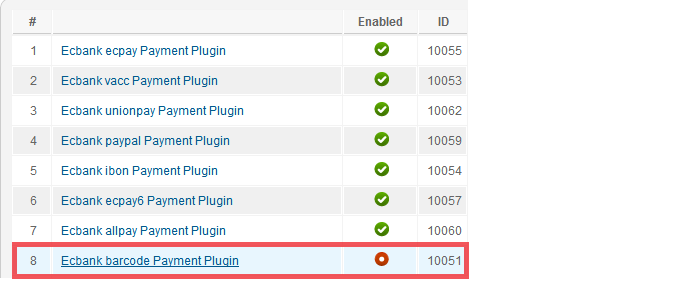 # Enabled ID
1 Ecbank ecpay Payment Plugin 10055
2 Ecbank vacc Payment Plugin 10053
3 Ecbank unionpay Payment Plugin 10062
4 Ecbank paypal Payment Plugin 10059
5 Ecbank ibon Payment Plugin 10054
6 Ecbank ecpay6 Payment Plugin 10057
7 Ecbank allpay Payment Plugin 10060
8 Ecbank barcode Payment Plugin 10051